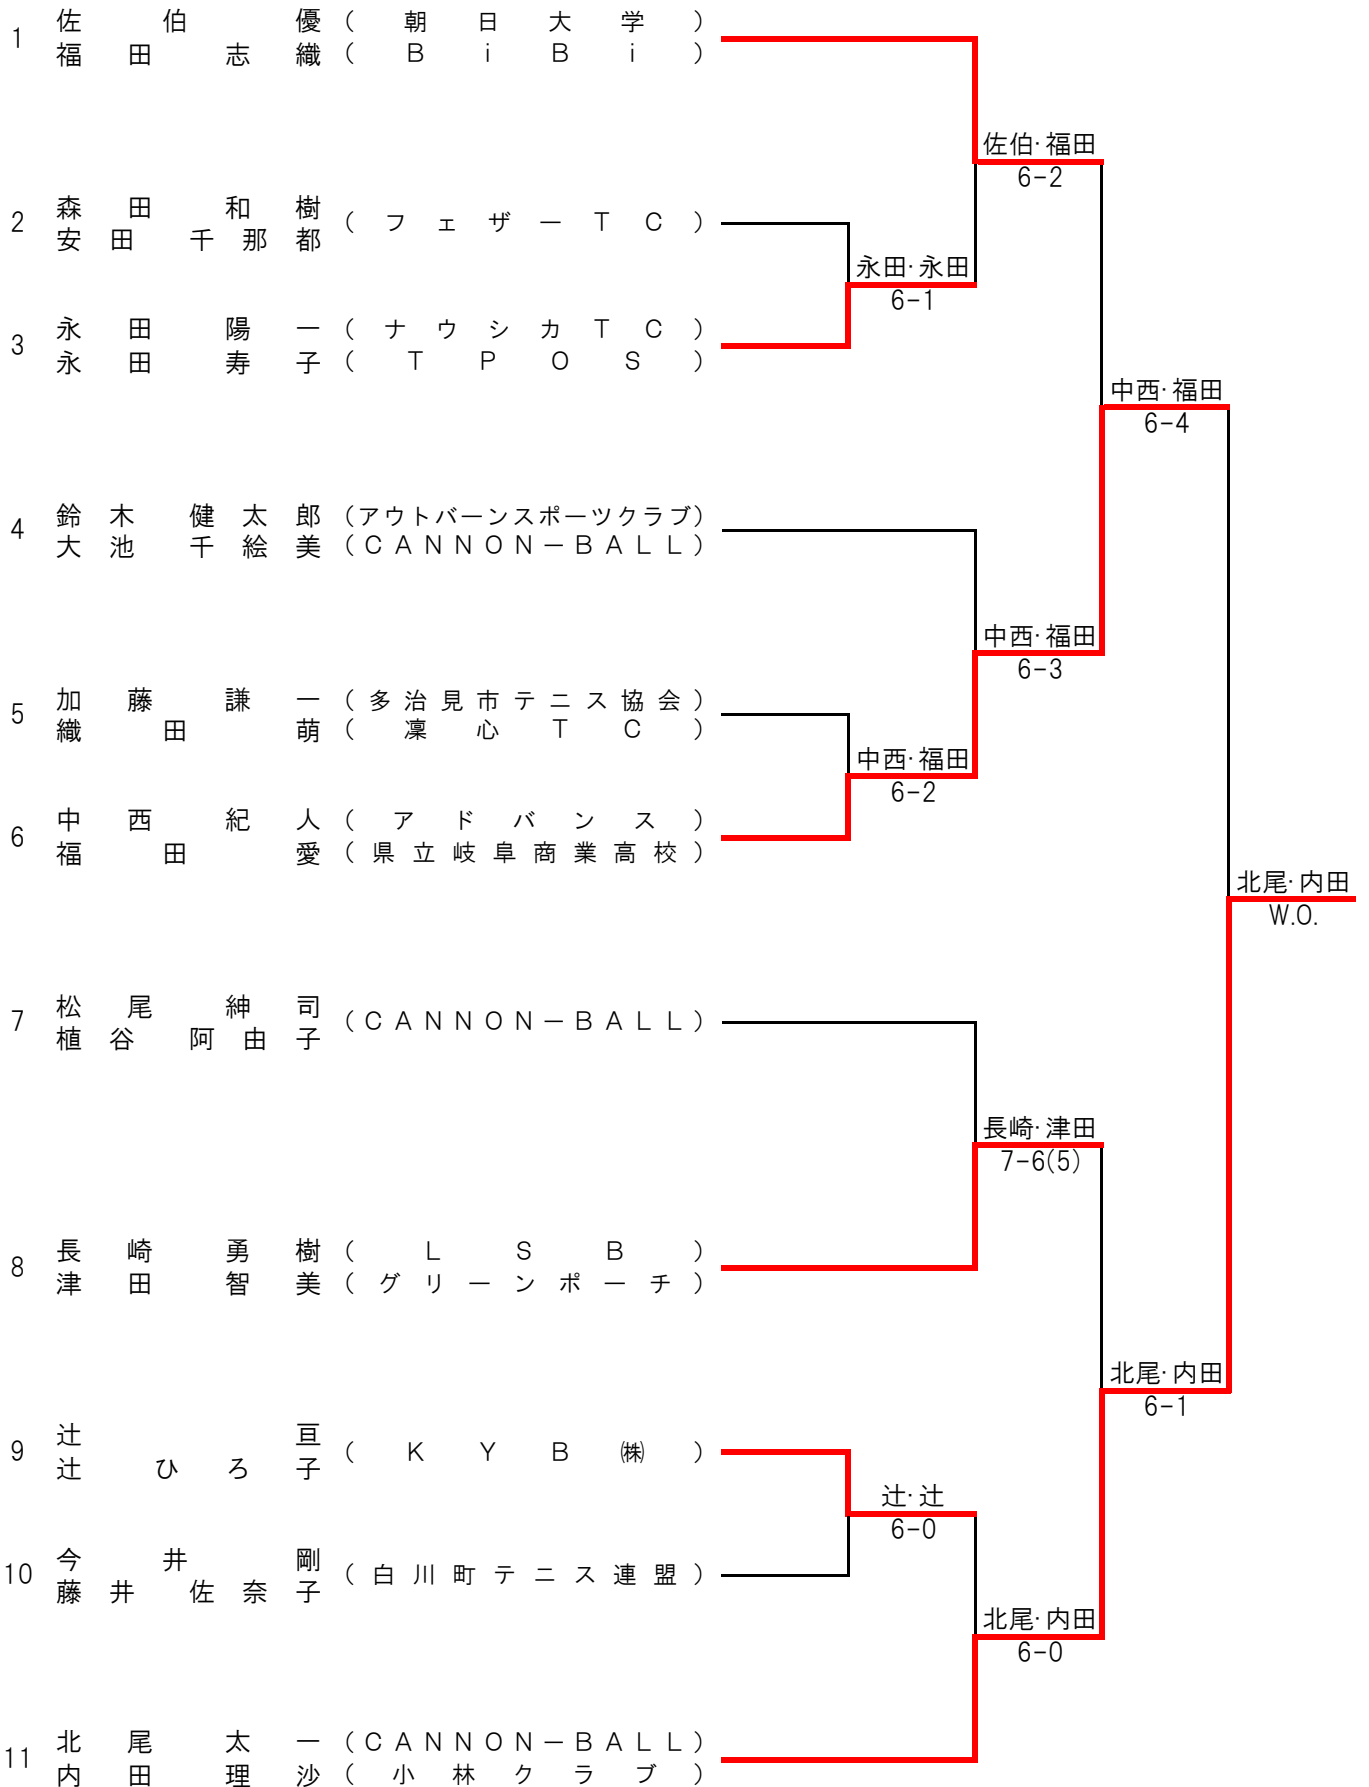 1 佐伯優 (朝日大学)
福田志織 (BiBi)
佐伯・福田
6-2
2 森田和樹
安田千那都 (フェザーTC)
永田・永田
6-1
3 永田陽一 (ナウシカTC)
永田寿子 (TPOS)
中西・福田
6-4
4 鈴木健太郎 (アウトバーンスポーツクラブ)
大池千絵美 (CANNON-BALL)
中西・福田
6-3
5 加藤謙一 (多治見市テニス協会)
織田萌 (凜心TC)
中西・福田
6-2
6 中西紀人 (アドバンス)
福田愛 (県立岐阜商業高校)
北尾・内田
W.O.
7 松尾紳司
植谷阿由子 (CANNON-BALL)
長崎・津田
7-6(5)
8 長崎勇樹 (LSB)
津田智美 (グリーンポーチ)
北尾・内田
6-1
9 辻亘
辻ひろ子 (KYB㈱)
辻・辻
6-0
10 今井剛
藤井佐奈子 (白川町テニス連盟)
北尾・内田
6-0
11 北尾太一 (CANNON-BALL)
内田理沙 (小林クラブ)